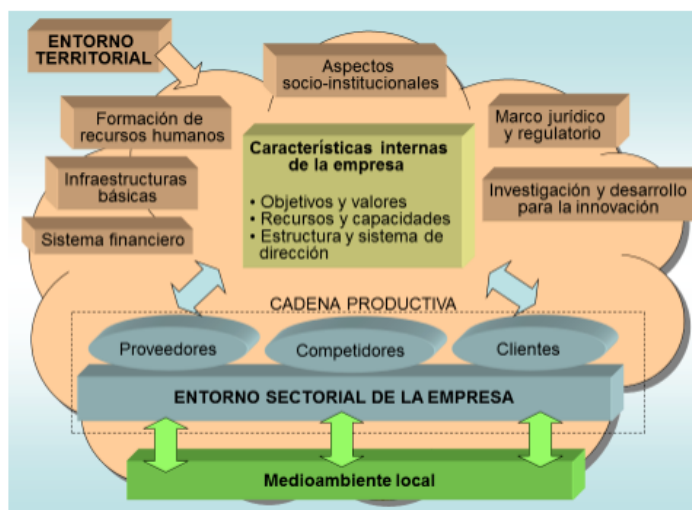 ENTORNO
TERRITORIAL
Aspectos
socio-institucionales
Formación de
recursos humanos
Marco jurídico
y regulatorio
Características internas
de la empresa
• Objetivos y valores
• Recursos y capacidades
• Estructura y sistema de
dirección
Infraestructuras
básicas
Investigación y desarrollo
para la innovación
Sistema financiero
CADENA PRODUCTIVA
Proveedores
Competidores
Clientes
ENTORNO SECTORIAL DE LA EMPRESA
Medioambiente local